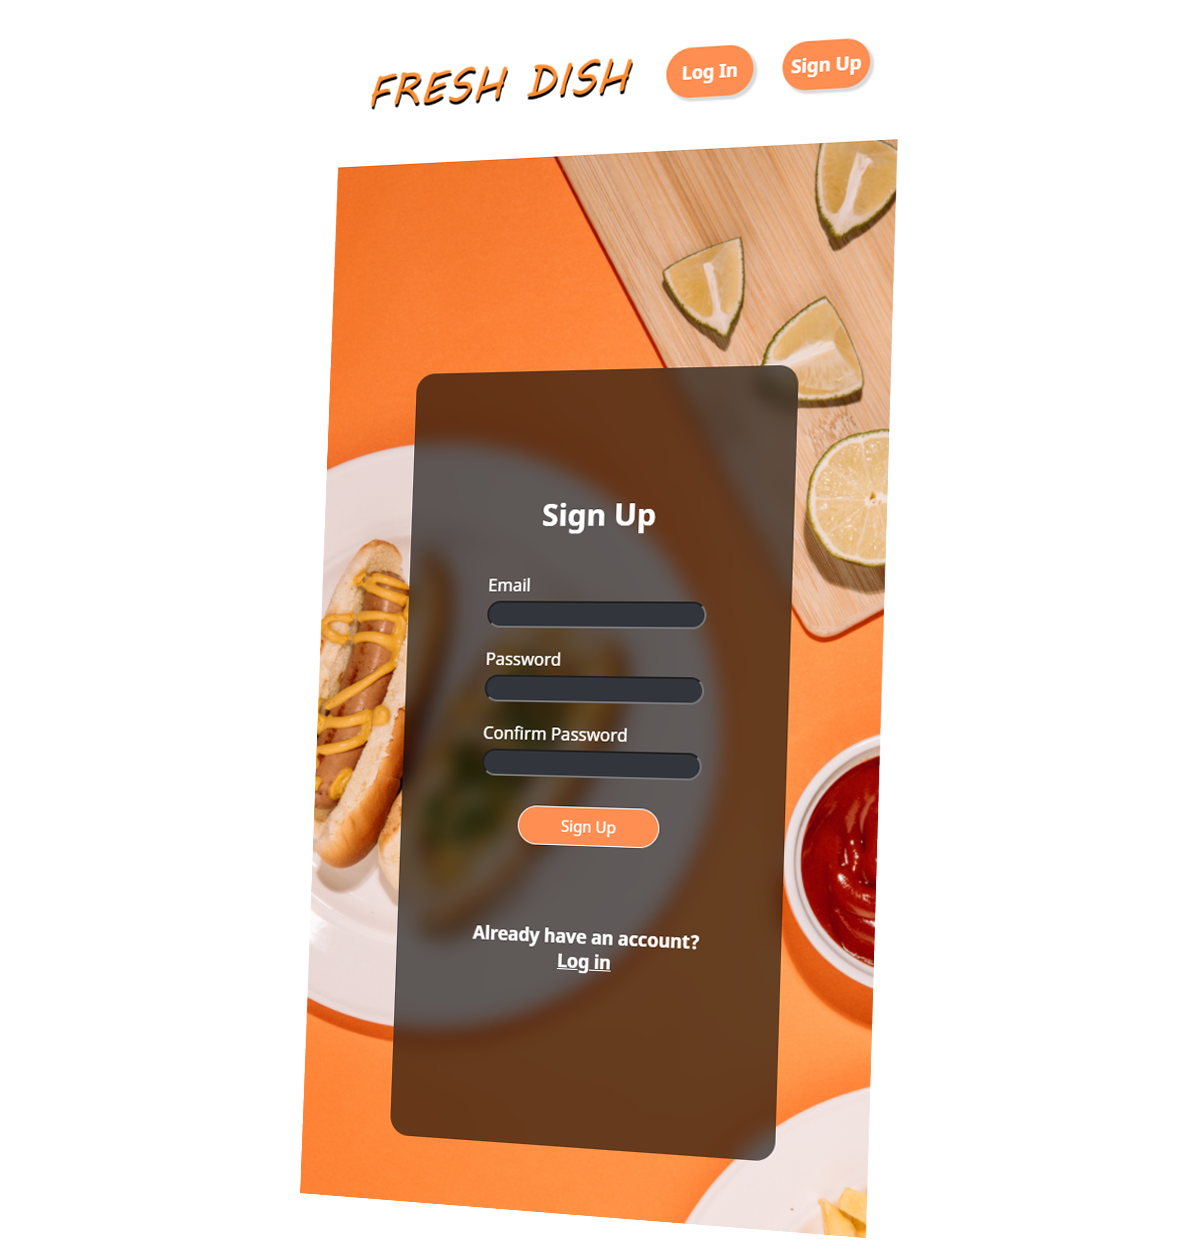 FRESH DISH
Log In
Sign Up
Sign Up
Email
Password
Confirm Password
Sign Up
Already have an account?
Log in